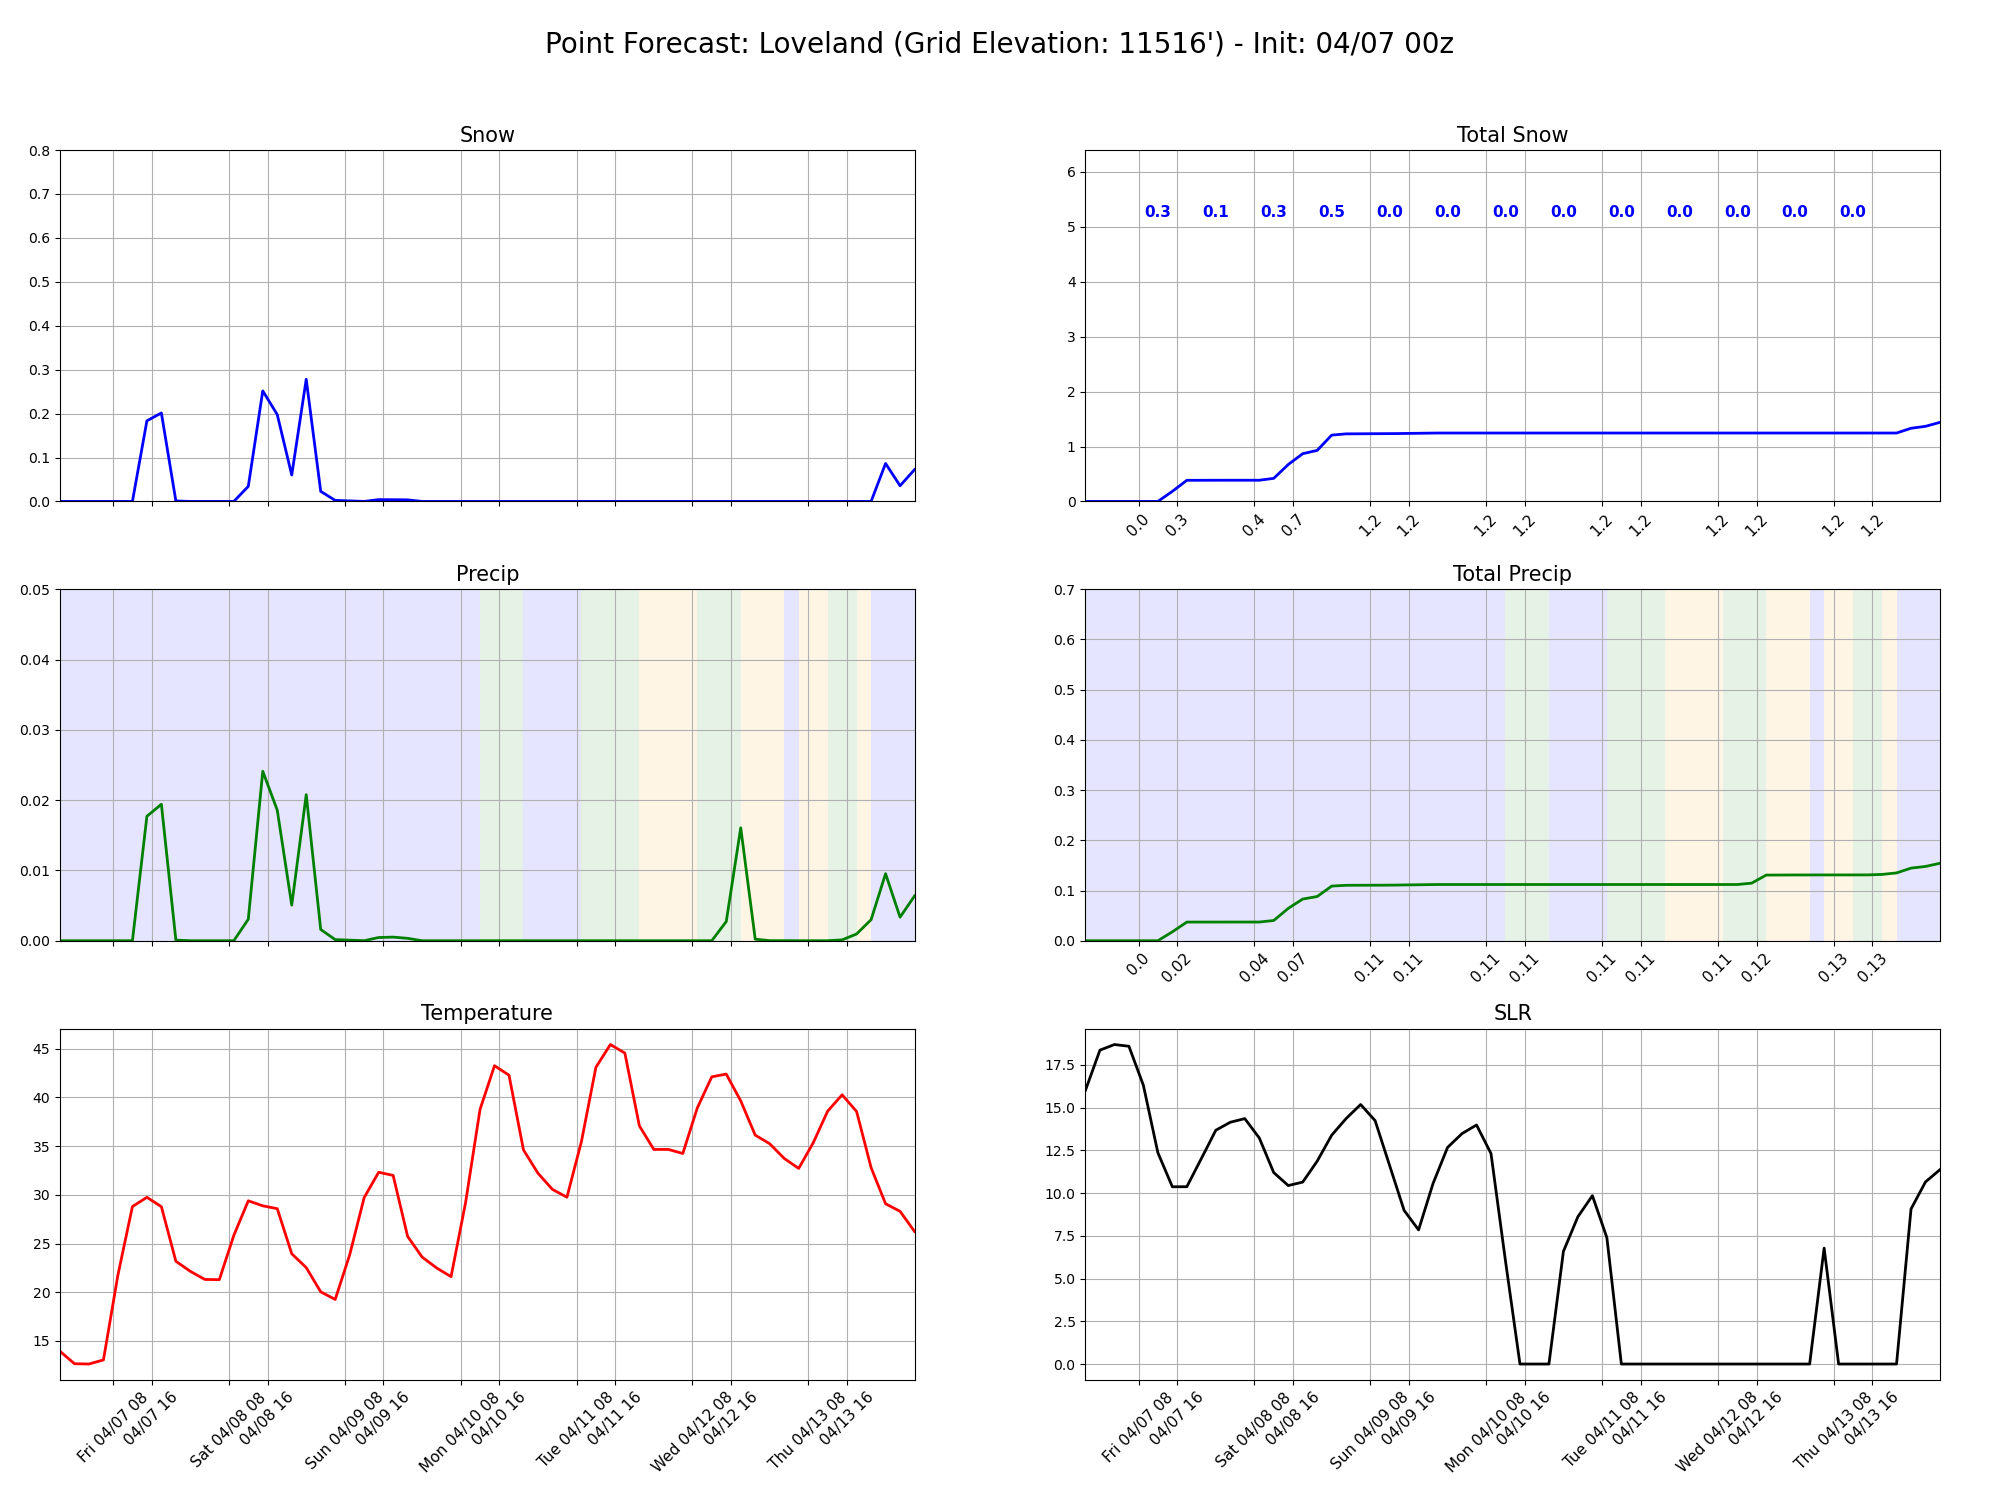 Point Forecast: Loveland (Grid Elevation: 11516') - Init: 04/07 00z
Snow
0.8
0.7
0.6
0.5
0.4
0.3
0.2
0.1
0.0
Total Snow
6
5
4
3
2
1
0
0.3 0.1 0.3 0.5 0.0 0.0 0.0 0.0 0.0 0.0 0.0 0.0 0.0
0.0 0.3 0.4 0.7 1.2 1.2 1.2 1.2 1.2 1.2 1.2 1.2 1.2 1.2
Precip
0.05
0.04
0.03
0.02
0.01
0.00
Total Precip
0.7
0.6
0.5
0.4
0.3
0.2
0.1
0.0
0.0 0.02 0.04 0.07 0.11 0.11 0.11 0.11 0.11 0.11 0.11 0.12 0.13 0.13
Temperature
45
40
35
30
25
20
15
Fri 04/07 08
04/07 16
Sat 04/08 08
04/08 16
Sun 04/09 08
04/09 16
Mon 04/10 08
04/10 16
Tue 04/11 08
04/11 16
Wed 04/12 08
04/12 16
Thu 04/13 08
04/13 16
SLR
17.5
15.0
12.5
10.0
7.5
5.0
2.5
0.0
Fri 04/07 08
04/07 16
Sat 04/08 08
04/08 16
Sun 04/09 08
04/09 16
Mon 04/10 08
04/10 16
Tue 04/11 08
04/11 16
Wed 04/12 08
04/12 16
Thu 04/13 08
04/13 16